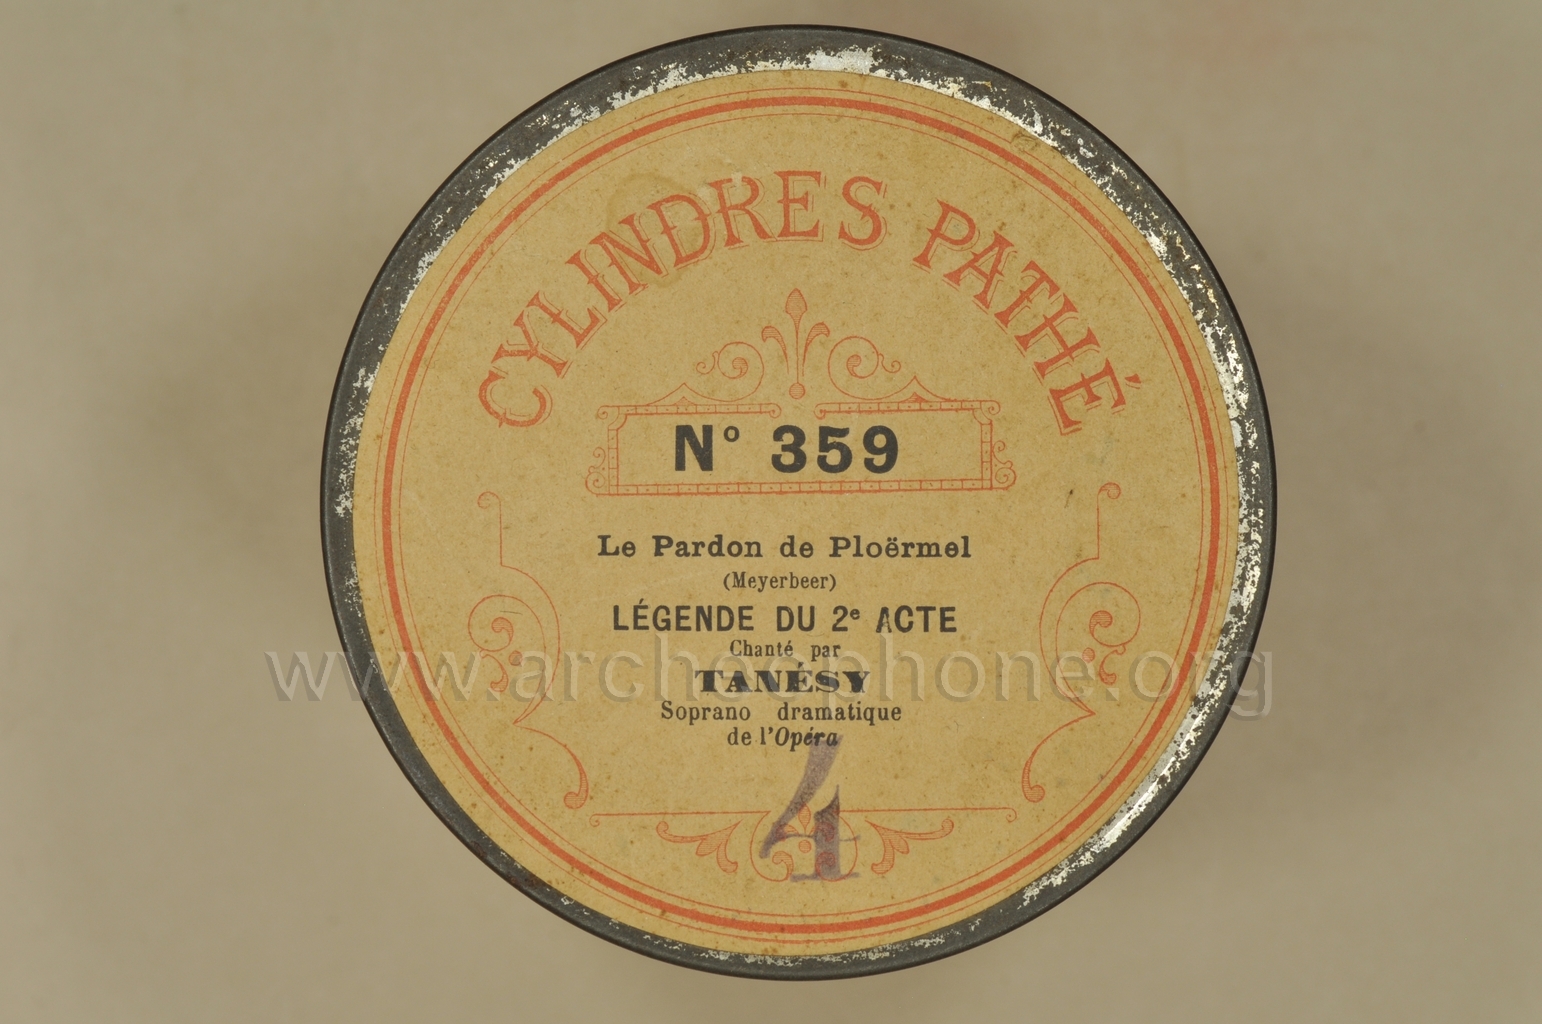 CYLINDRES PATHÉ
Nº 359
Le Pardon de Ploërmel
(Meyerbeer)
LÉGENDE DU 2e ACTE
Chanté par
www.archeophone.org
TANÉSY
Soprano dramatique
de l'Opéra
4